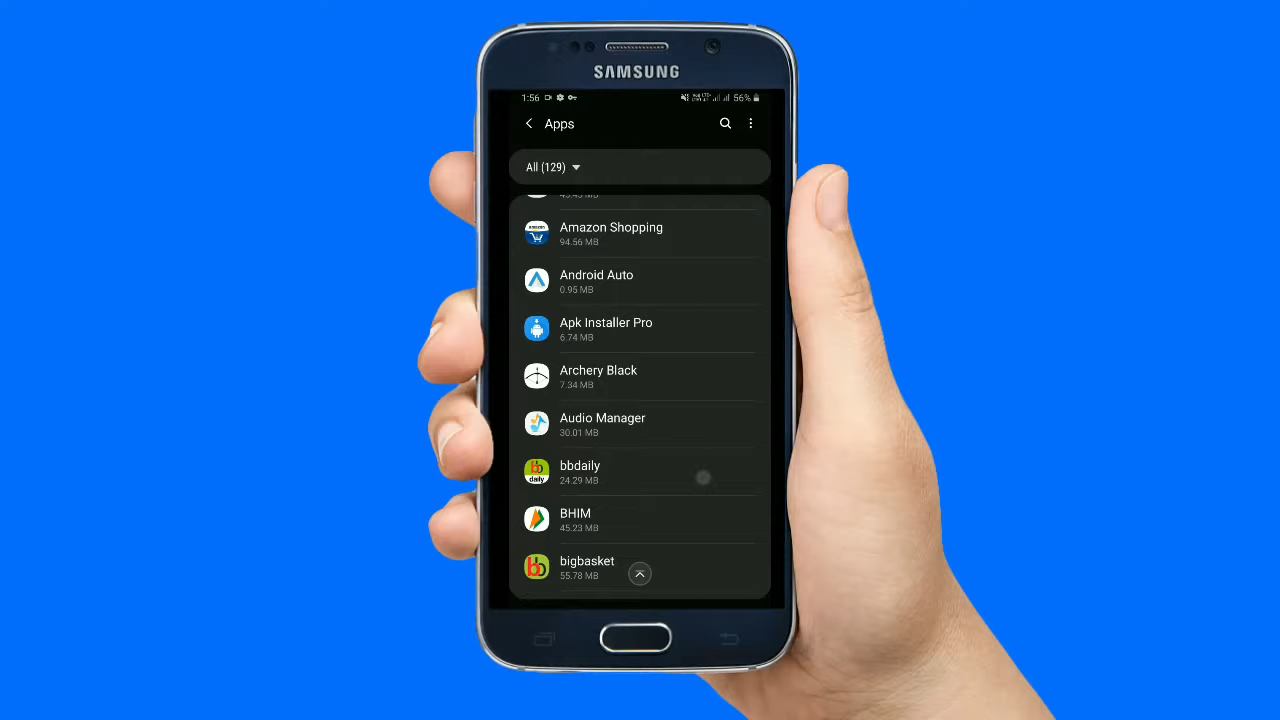 SAMSUNG
1:56
56%
Apps
All (129)
Amazon Shopping
94.56 MB
Android Auto
0.95 MB
Apk Installer Pro
6.74 MB
Archery Black
7.34 MB
Audio Manager
30.01 MB
bbdaily
24.29 MB
BHIM
45.23 MB
bigbasket
55.78 MB